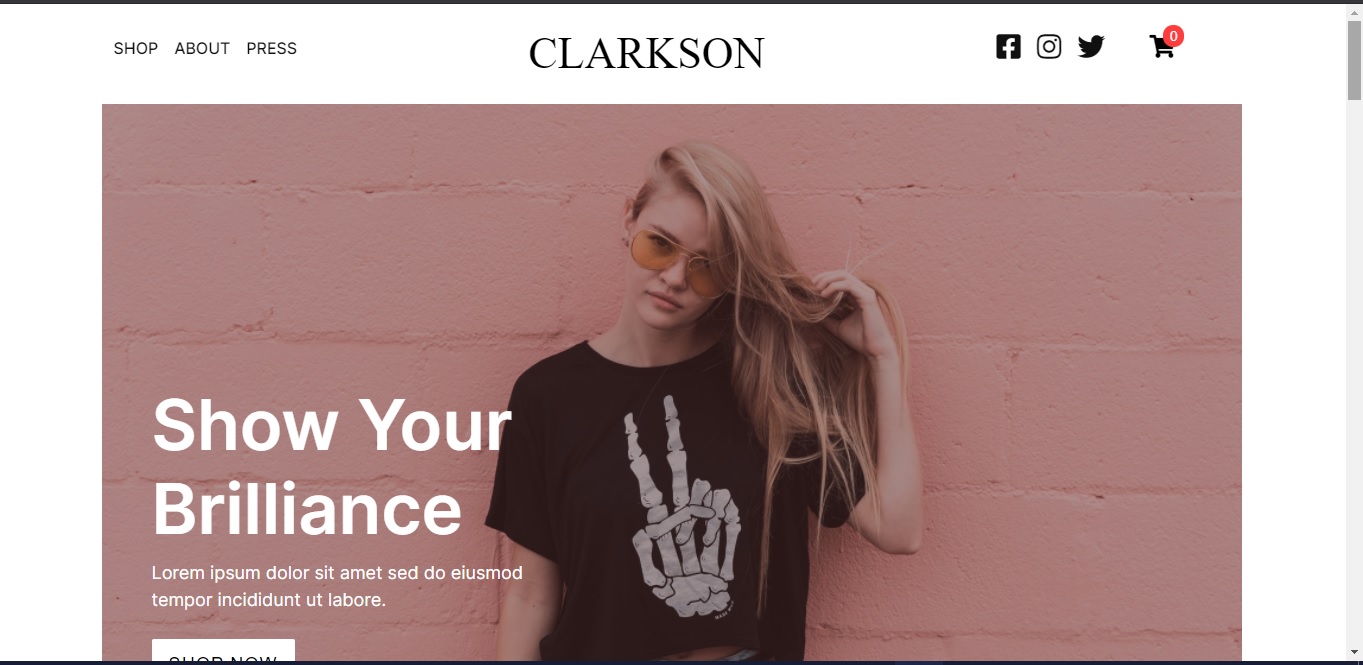 SHOP ABOUT PRESS
CLARKSON
0
Show Your
Brilliance
Lorem ipsum dolor sit amet sed do eiusmod
tempor incididunt ut labore.
SHOP NOW